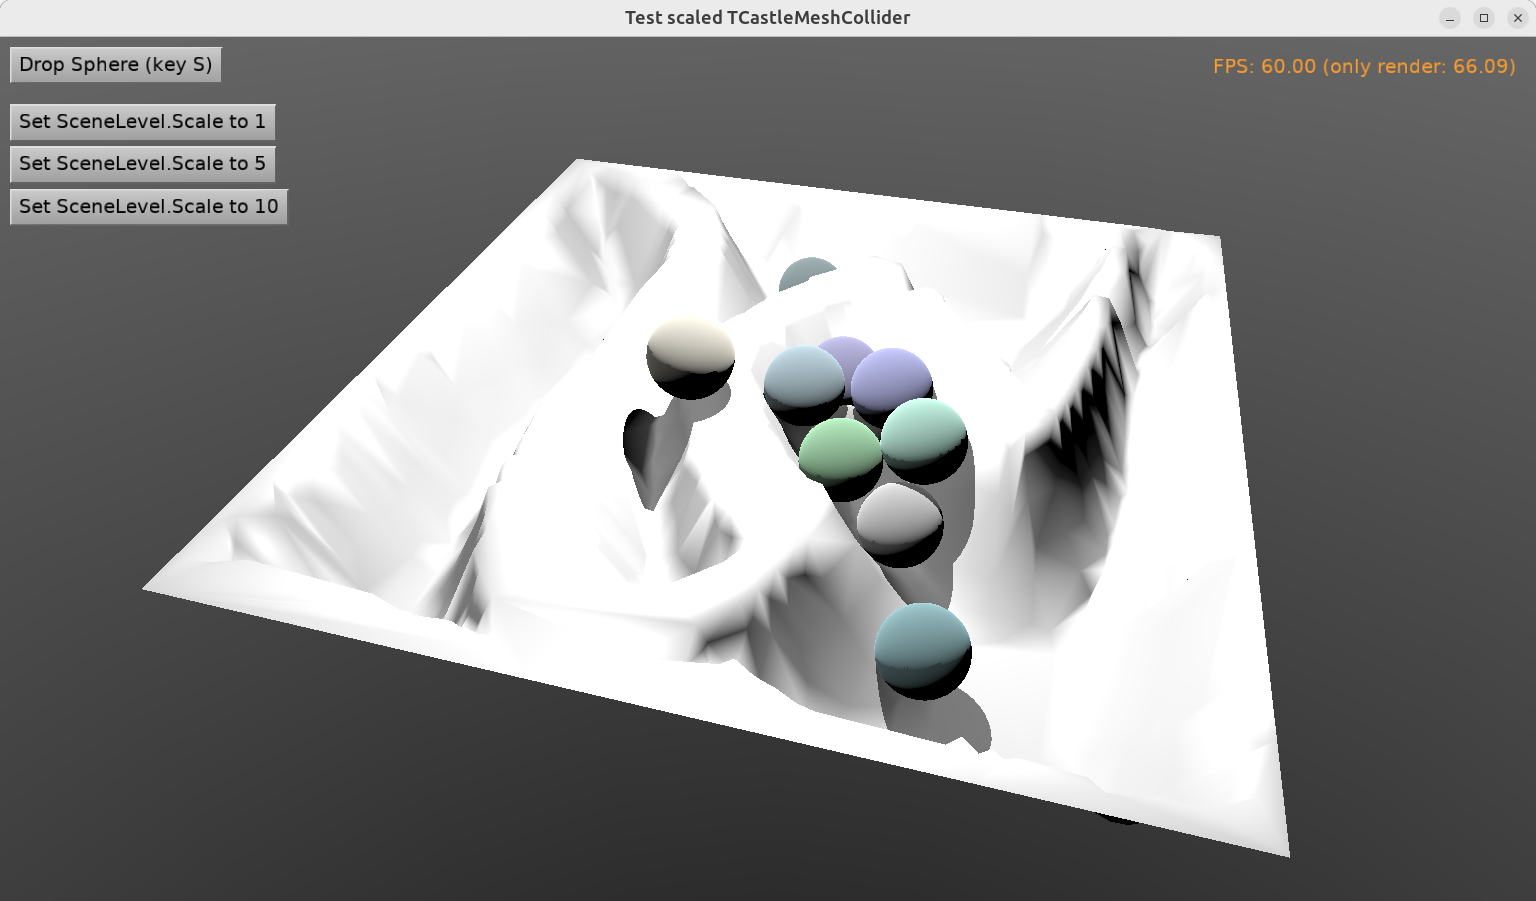 Test scaled TCastleMeshCollider
Drop Sphere (key S)
FPS: 60.00 (only render: 66.09)
Set SceneLevel.Scale to 1
Set SceneLevel.Scale to 5
Set SceneLevel.Scale to 10